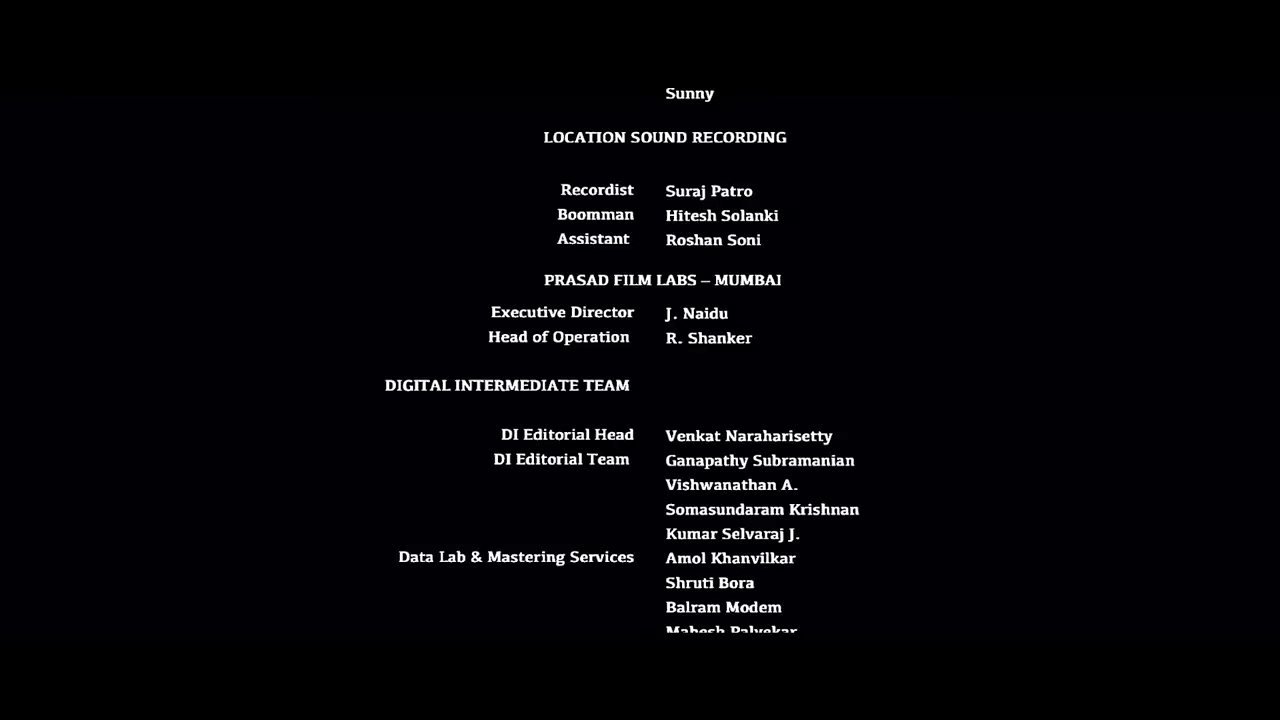 Sunny
LOCATION SOUND RECORDING
Recordist Suraj Patro
Boomman Hitesh Solanki
Assistant Roshan Soni
PRASAD FILM LABS – MUMBAI
Executive Director J. Naidu
Head of Operation R. Shanker
DIGITAL INTERMEDIATE TEAM
DI Editorial Head Venkat Naraharisetty
DI Editorial Team Ganapathy Subramanian
Vishwanathan A.
Somasundaram Krishnan
Kumar Selvaraj J.
Data Lab & Mastering Services Amol Khanvilkar
Shruti Bora
Balram Modem
Mahesh